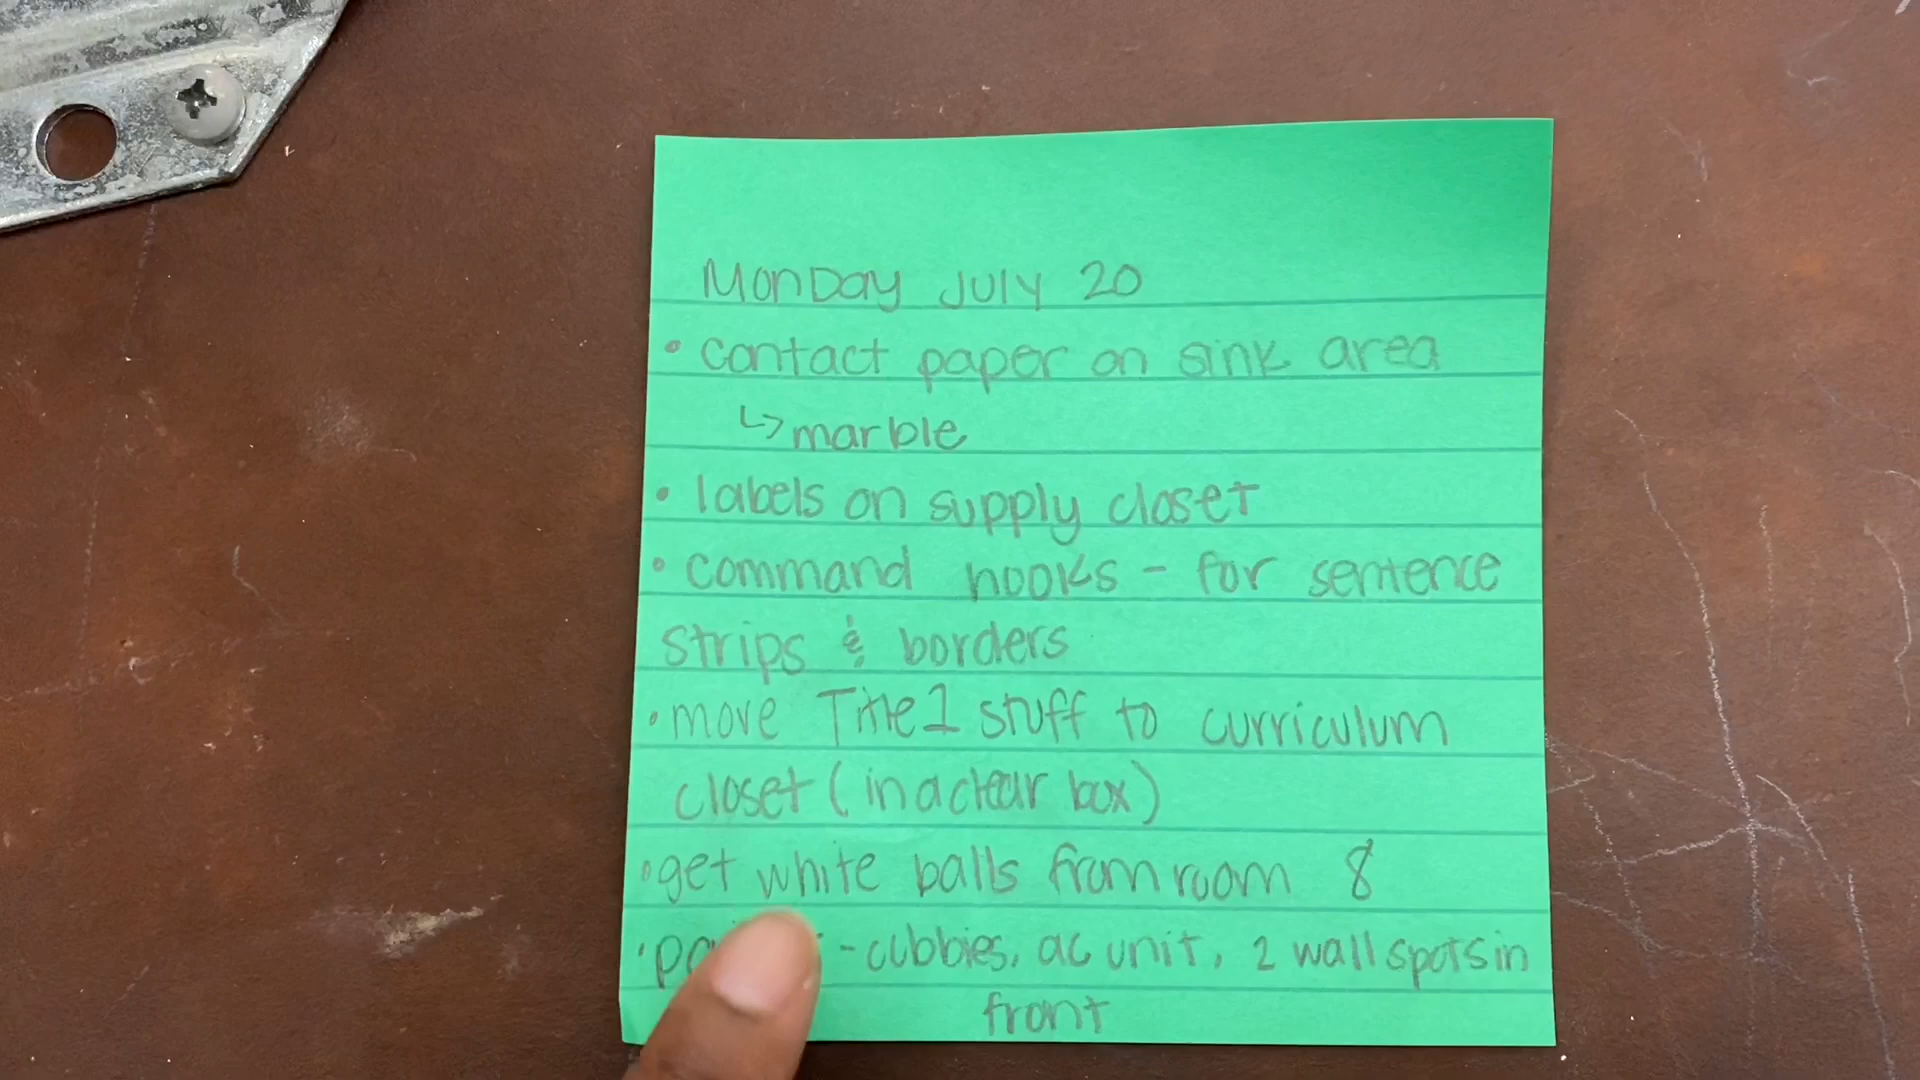 Monday July 20
• contact paper on sink area
↳ marble
• labels on supply closet
• command hooks - for sentence
strips & borders
• move Title 1 stuff to curriculum
closet (in a clear box)
• get white balls from room 8
• - cubbies, ac unit, 2 wall spots in
front